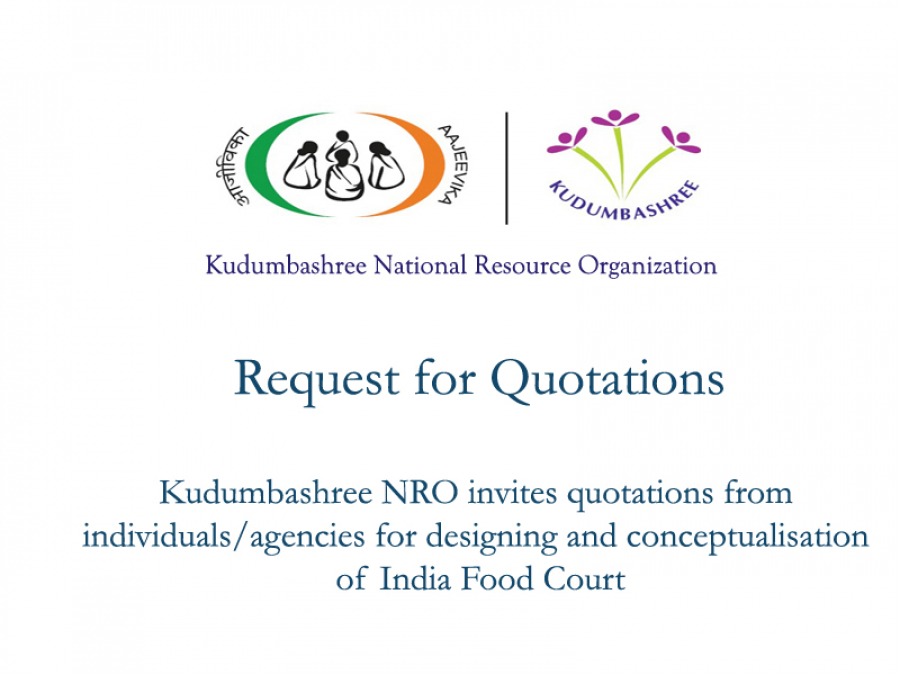 आजीविका
AAJEEVIKA
KUDUMBASHREE
Kudumbashree National Resource Organization
Request for Quotations
Kudumbashree NRO invites quotations from
individuals/agencies for designing and conceptualisation
of India Food Court